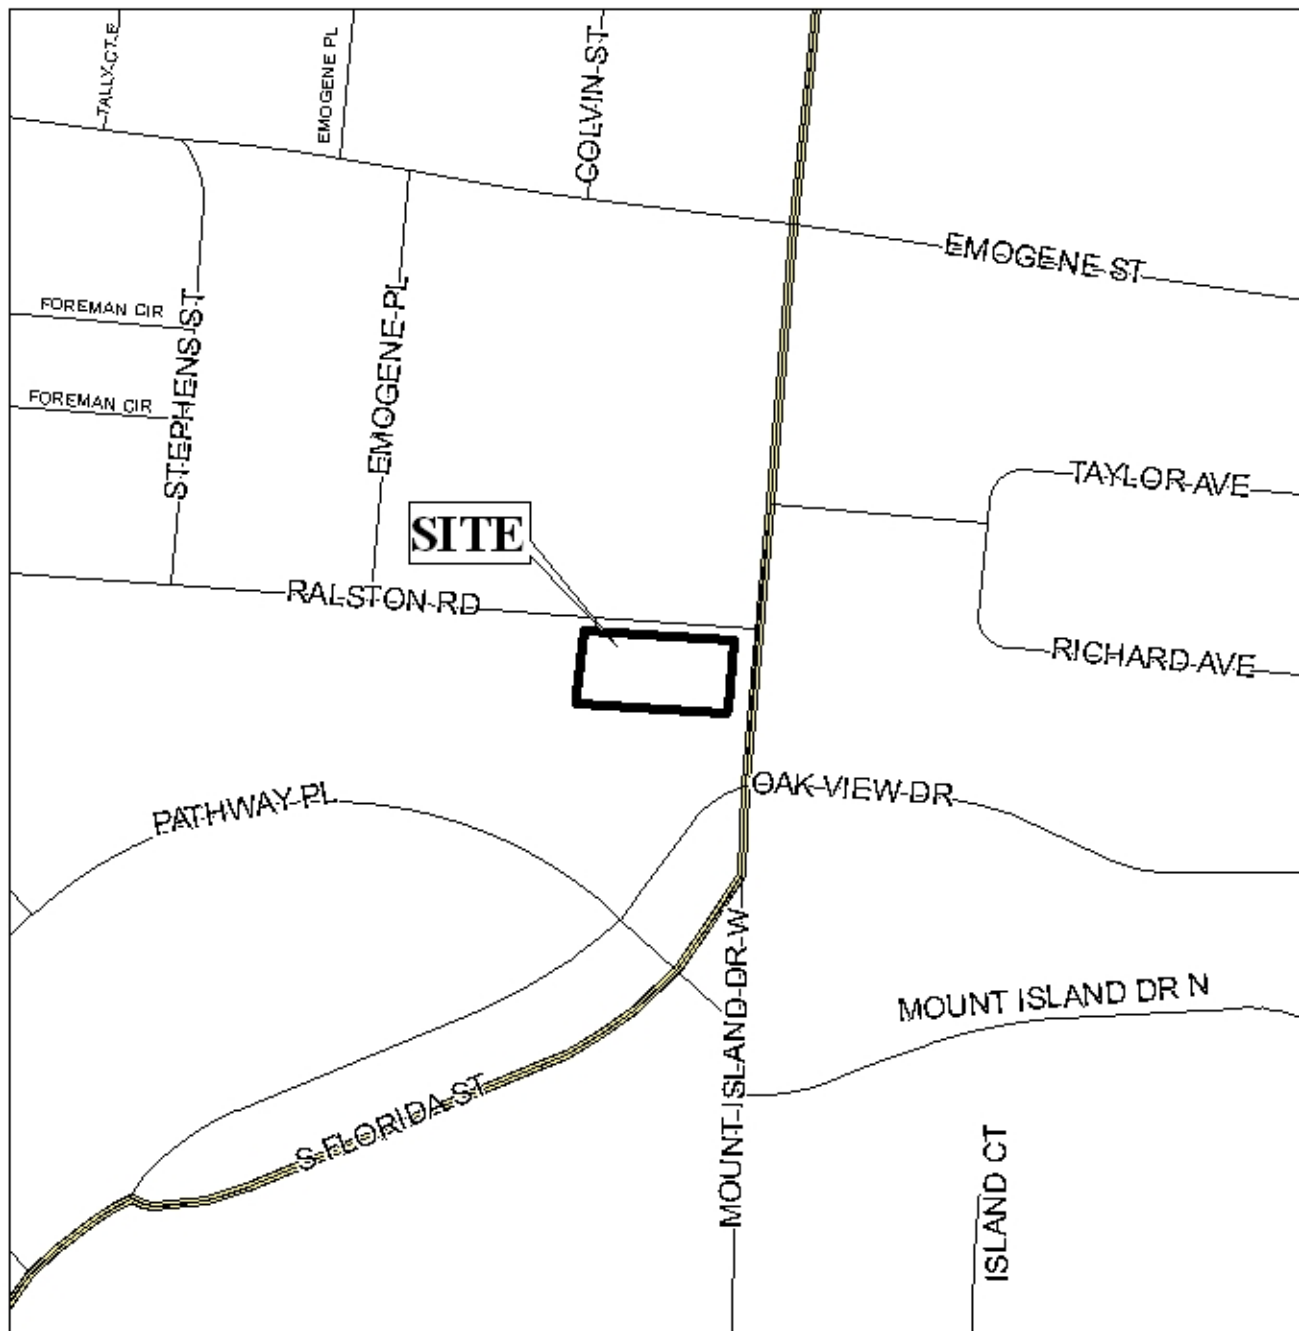 TALLY CT E
EMOGENE PL
COLVIN ST
EMOGENE ST
FOREMAN CIR
STEPHENS ST
EMOGENE PL
FOREMAN CIR
TAYLOR AVE
SITE
RALSTON RD
RICHARD AVE
OAK VIEW DR
PATHWAY PL
MOUNT ISLAND DR W
MOUNT ISLAND DR N
S FLORIDA ST
ISLAND CT